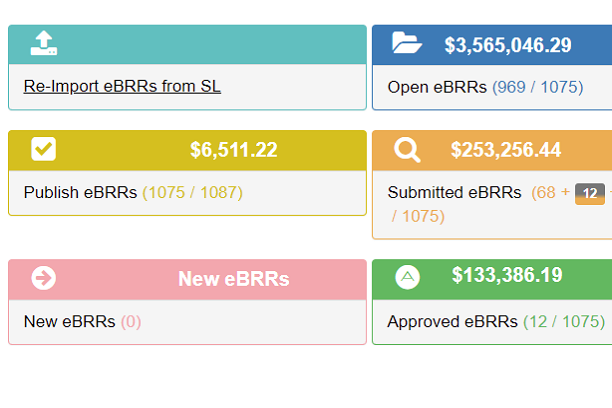 $3,565,046.29
Re-Import eBRRs from SL
Open eBRRs (969 / 1075)
$6,511.22
$253,256.44
Publish eBRRs (1075 / 1087)
Submitted eBRRs (68 + 12
/ 1075)
New eBRRs
$133,386.19
New eBRRs (0)
Approved eBRRs (12 / 1075)